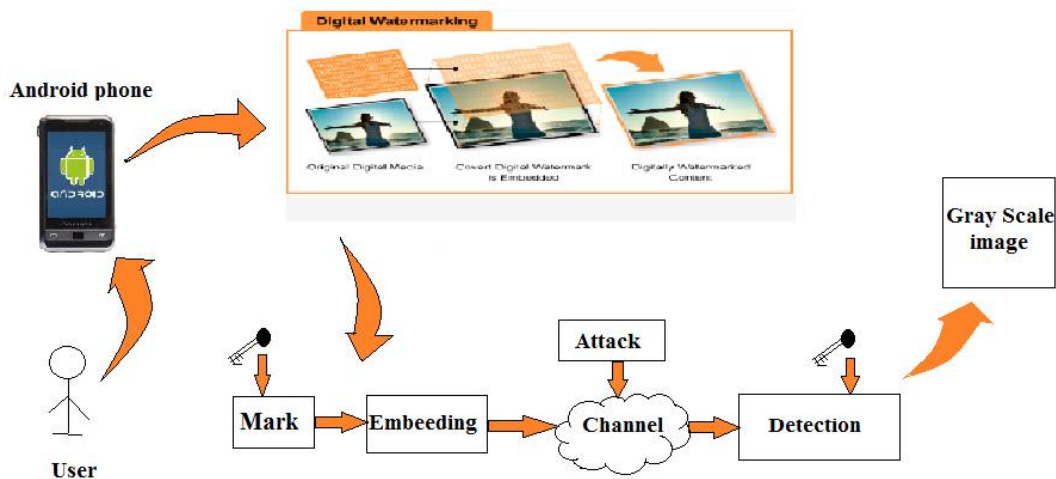 Digital Watermarking
Android phone
ANDROID
Original Digital Media
Covert Digital Watermark
is Embedded
Digitally Watermarked
Content
Gray Scale
image
Attack
Mark
Embeeding
Channel
Detection
User